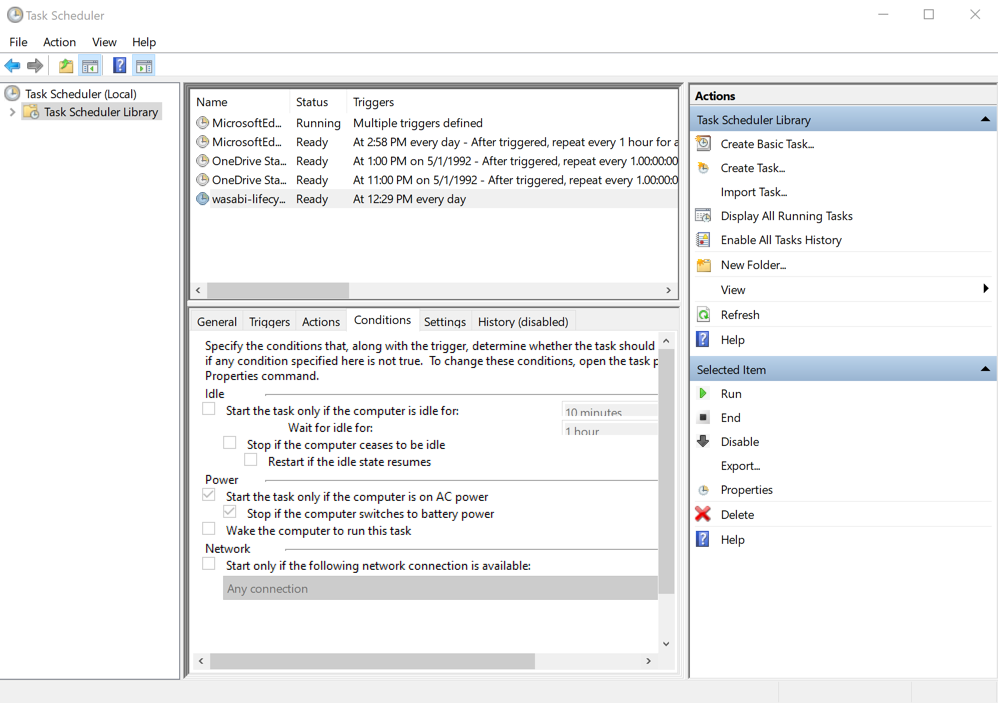 Task Scheduler
File Action View Help
Task Scheduler (Local)
Task Scheduler Library
Name Status Triggers
MicrosoftEd... Running Multiple triggers defined
MicrosoftEd... Ready At 2:58 PM every day - After triggered, repeat every 1 hour for a
OneDrive Sta... Ready At 1:00 PM on 5/1/1992 - After triggered, repeat every 1.00:00:00
OneDrive Sta... Ready At 11:00 PM on 5/1/1992 - After triggered, repeat every 1.00:00:0
wasabi-lifecy... Ready At 12:29 PM every day
General Triggers Actions Conditions Settings History (disabled)
Specify the conditions that, along with the trigger, determine whether the task should
if any condition specified here is not true. To change these conditions, open the task p
Properties command.
Idle
Start the task only if the computer is idle for: 10 minutes
Wait for idle for: 1 hour
Stop if the computer ceases to be idle
Restart if the idle state resumes
Power
Start the task only if the computer is on AC power
Stop if the computer switches to battery power
Wake the computer to run this task
Network
Start only if the following network connection is available:
Any connection
Actions
Task Scheduler Library
Create Basic Task...
Create Task...
Import Task...
Display All Running Tasks
Enable All Tasks History
New Folder...
View
Refresh
Help
Selected Item
Run
End
Disable
Export...
Properties
Delete
Help